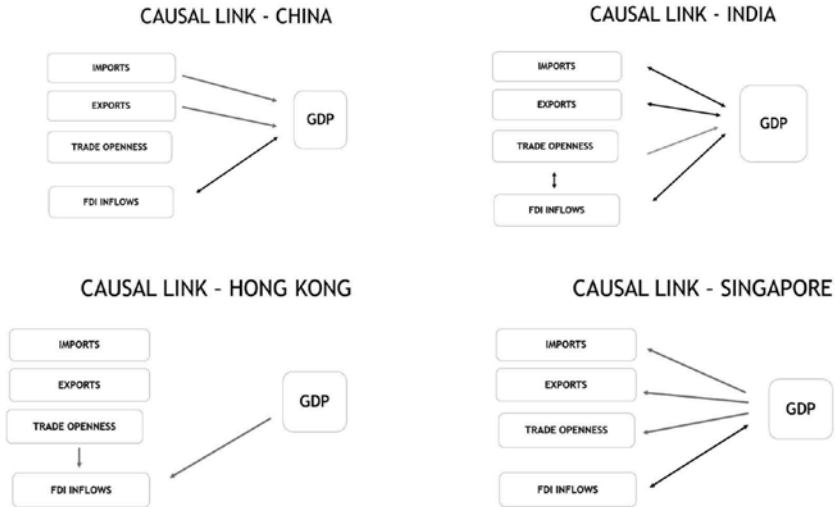 CAUSAL LINK - CHINA
IMPORTS
EXPORTS
TRADE OPENNESS
FDI INFLOWS
GDP
CAUSAL LINK - INDIA
IMPORTS
EXPORTS
TRADE OPENNESS
FDI INFLOWS
GDP
CAUSAL LINK – HONG KONG
IMPORTS
EXPORTS
TRADE OPENNESS
FDI INFLOWS
GDP
CAUSAL LINK – SINGAPORE
IMPORTS
EXPORTS
TRADE OPENNESS
FDI INFLOWS
GDP